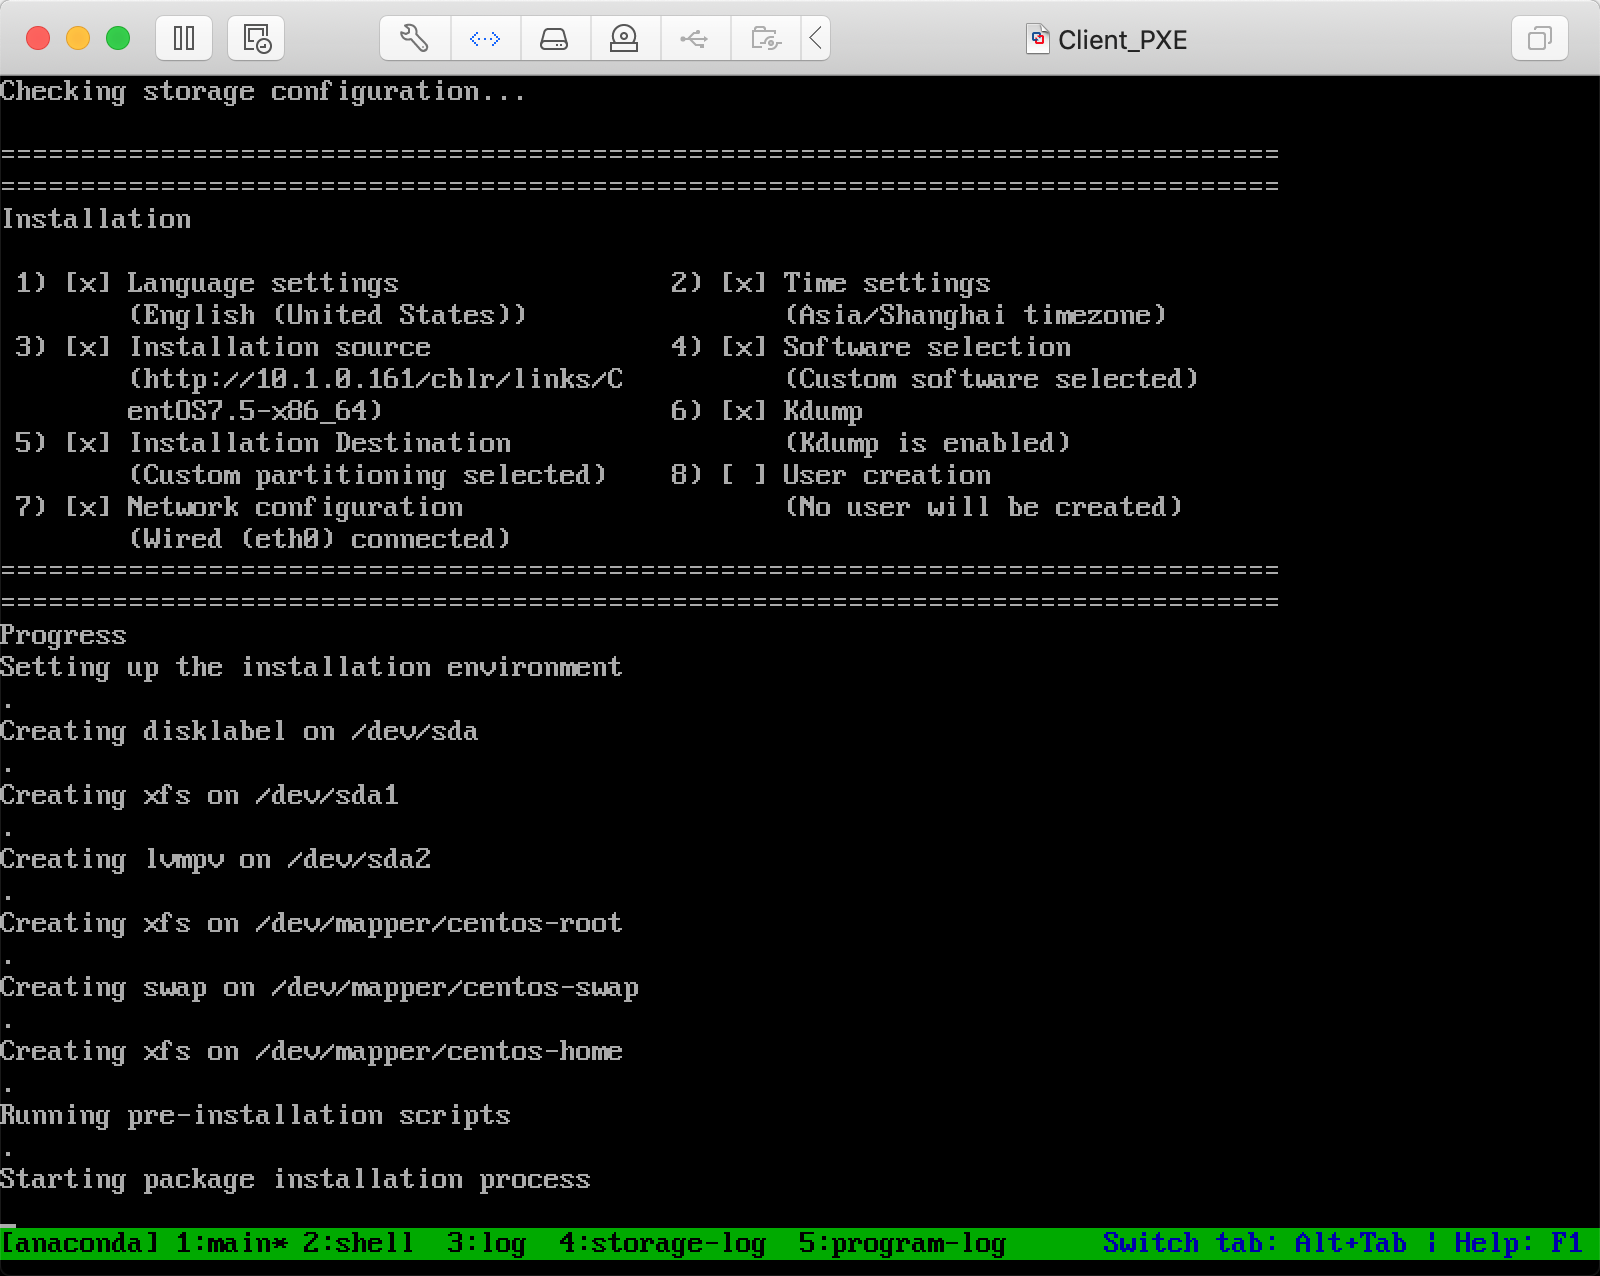 Client_PXE
Checking storage configuration...
================================================================================
================================================================================
Installation
1) [x] Language settings                 2) [x] Time settings
(English (United States))                (Asia/Shanghai timezone)
3) [x] Installation source               4) [x] Software selection
(http://10.1.0.161/cblr/links/C          (Custom software selected)
entOS7.5-x86_64)                  6) [x] Kdump
5) [x] Installation Destination                 (Kdump is enabled)
(Custom partitioning selected)    8) [ ] User creation
7) [x] Network configuration                    (No user will be created)
(Wired (eth0) connected)
================================================================================
================================================================================
Progress
Setting up the installation environment
.
Creating disklabel on /dev/sda
.
Creating xfs on /dev/sda1
.
Creating lvmpv on /dev/sda2
.
Creating xfs on /dev/mapper/centos-root
.
Creating swap on /dev/mapper/centos-swap
.
Creating xfs on /dev/mapper/centos-home
.
Running pre-installation scripts
.
Starting package installation process
[anaconda] 1:main* 2:shell  3:log  4:storage-log  5:program-log      Switch tab: Alt+Tab | Help: F1